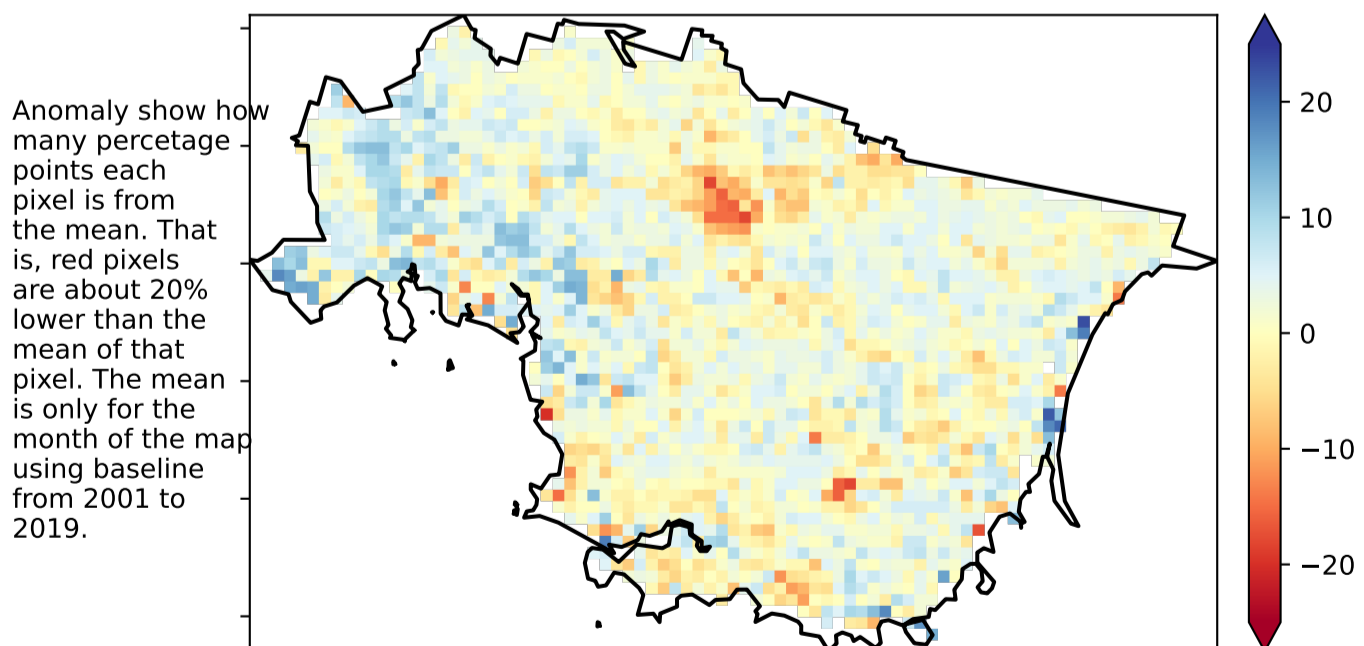 Anomaly show how
many percetage
points each
pixel is from
the mean. That
is, red pixels
are about 20%
lower than the
mean of that
pixel. The mean
is only for the
month of the map
using baseline
from 2001 to
2019.
20
10
0
−10
−20